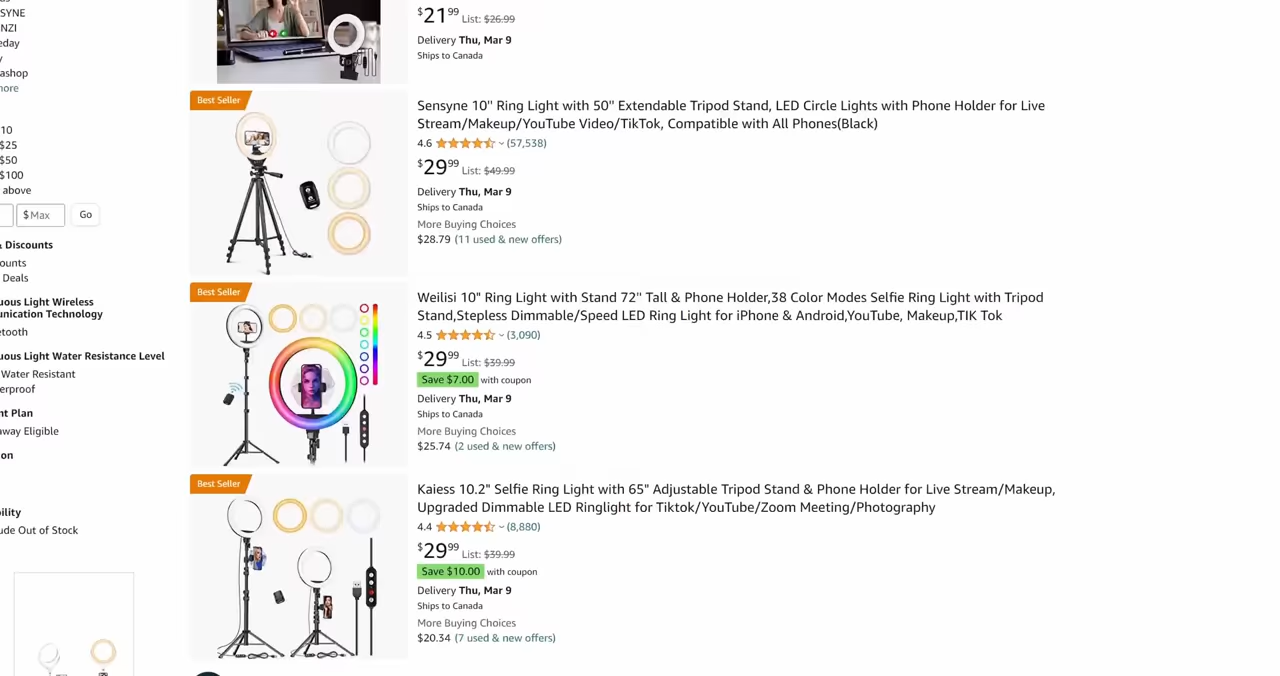 SYNE
NZI
eday
y
ashop
nore
10
$25
$50
$100
above
$ Max
Go
& Discounts
ounts
Deals
uous Light Wireless
unication Technology
etooth
uous Light Water Resistance Level
Water Resistant
erproof
nt Plan
away Eligible
on
bility
ude Out of Stock
$21 99 List: $26.99
Delivery Thu, Mar 9
Ships to Canada
Best Seller
Sensyne 10'' Ring Light with 50'' Extendable Tripod Stand, LED Circle Lights with Phone Holder for Live
Stream/Makeup/YouTube Video/TikTok, Compatible with All Phones(Black)
4.6 (57,538)
$29 99 List: $49.99
Delivery Thu, Mar 9
Ships to Canada
More Buying Choices
$28.79 (11 used & new offers)
Best Seller
Weilisi 10" Ring Light with Stand 72'' Tall & Phone Holder,38 Color Modes Selfie Ring Light with Tripod
Stand,Stepless Dimmable/Speed LED Ring Light for iPhone & Android,YouTube, Makeup,TIK Tok
4.5 (3,090)
$29 99 List: $39.99
Save $7.00 with coupon
Delivery Thu, Mar 9
Ships to Canada
More Buying Choices
$25.74 (2 used & new offers)
Best Seller
Kaiess 10.2" Selfie Ring Light with 65" Adjustable Tripod Stand & Phone Holder for Live Stream/Makeup,
Upgraded Dimmable LED Ringlight for Tiktok/YouTube/Zoom Meeting/Photography
4.4 (8,880)
$29 99 List: $39.99
Save $10.00 with coupon
Delivery Thu, Mar 9
Ships to Canada
More Buying Choices
$20.34 (7 used & new offers)